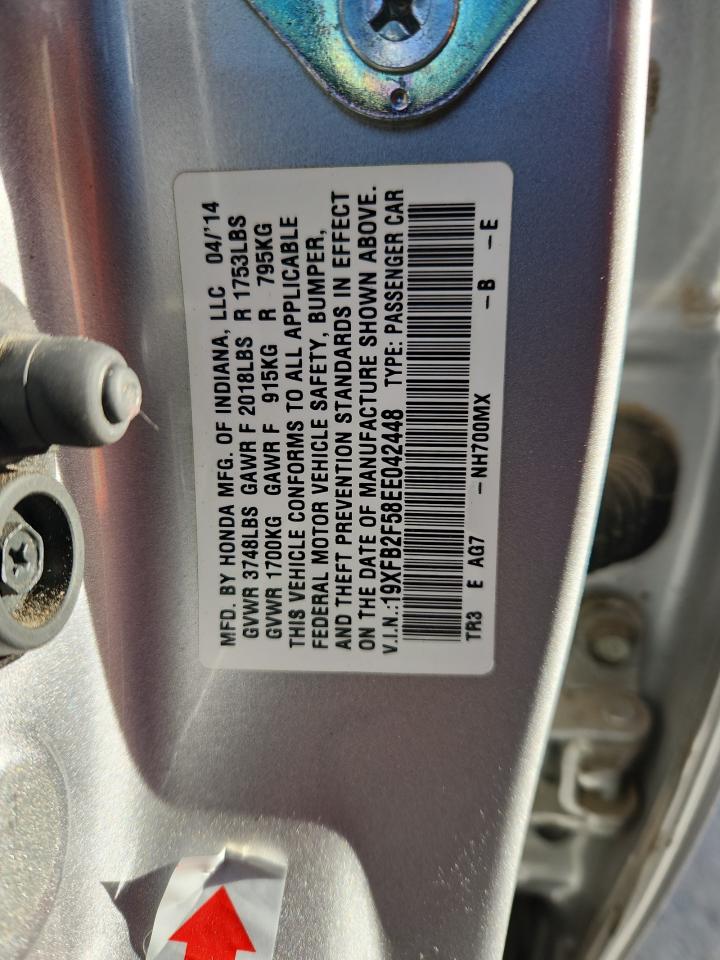 MFD. BY HONDA MFG. OF INDIANA, LLC 04/'14
GVWR 3748LBS GAWR F 2018LBS R 1753LBS
GVWR 1700KG GAWR F 915KG R 795KG
THIS VEHICLE CONFORMS TO ALL APPLICABLE
FEDERAL MOTOR VEHICLE SAFETY, BUMPER,
AND THEFT PREVENTION STANDARDS IN EFFECT
ON THE DATE OF MANUFACTURE SHOWN ABOVE.
V.I.N.:19XFB2F58EE042448 TYPE: PASSENGER CAR
TR3 E AG7 -NH700MX -B -E